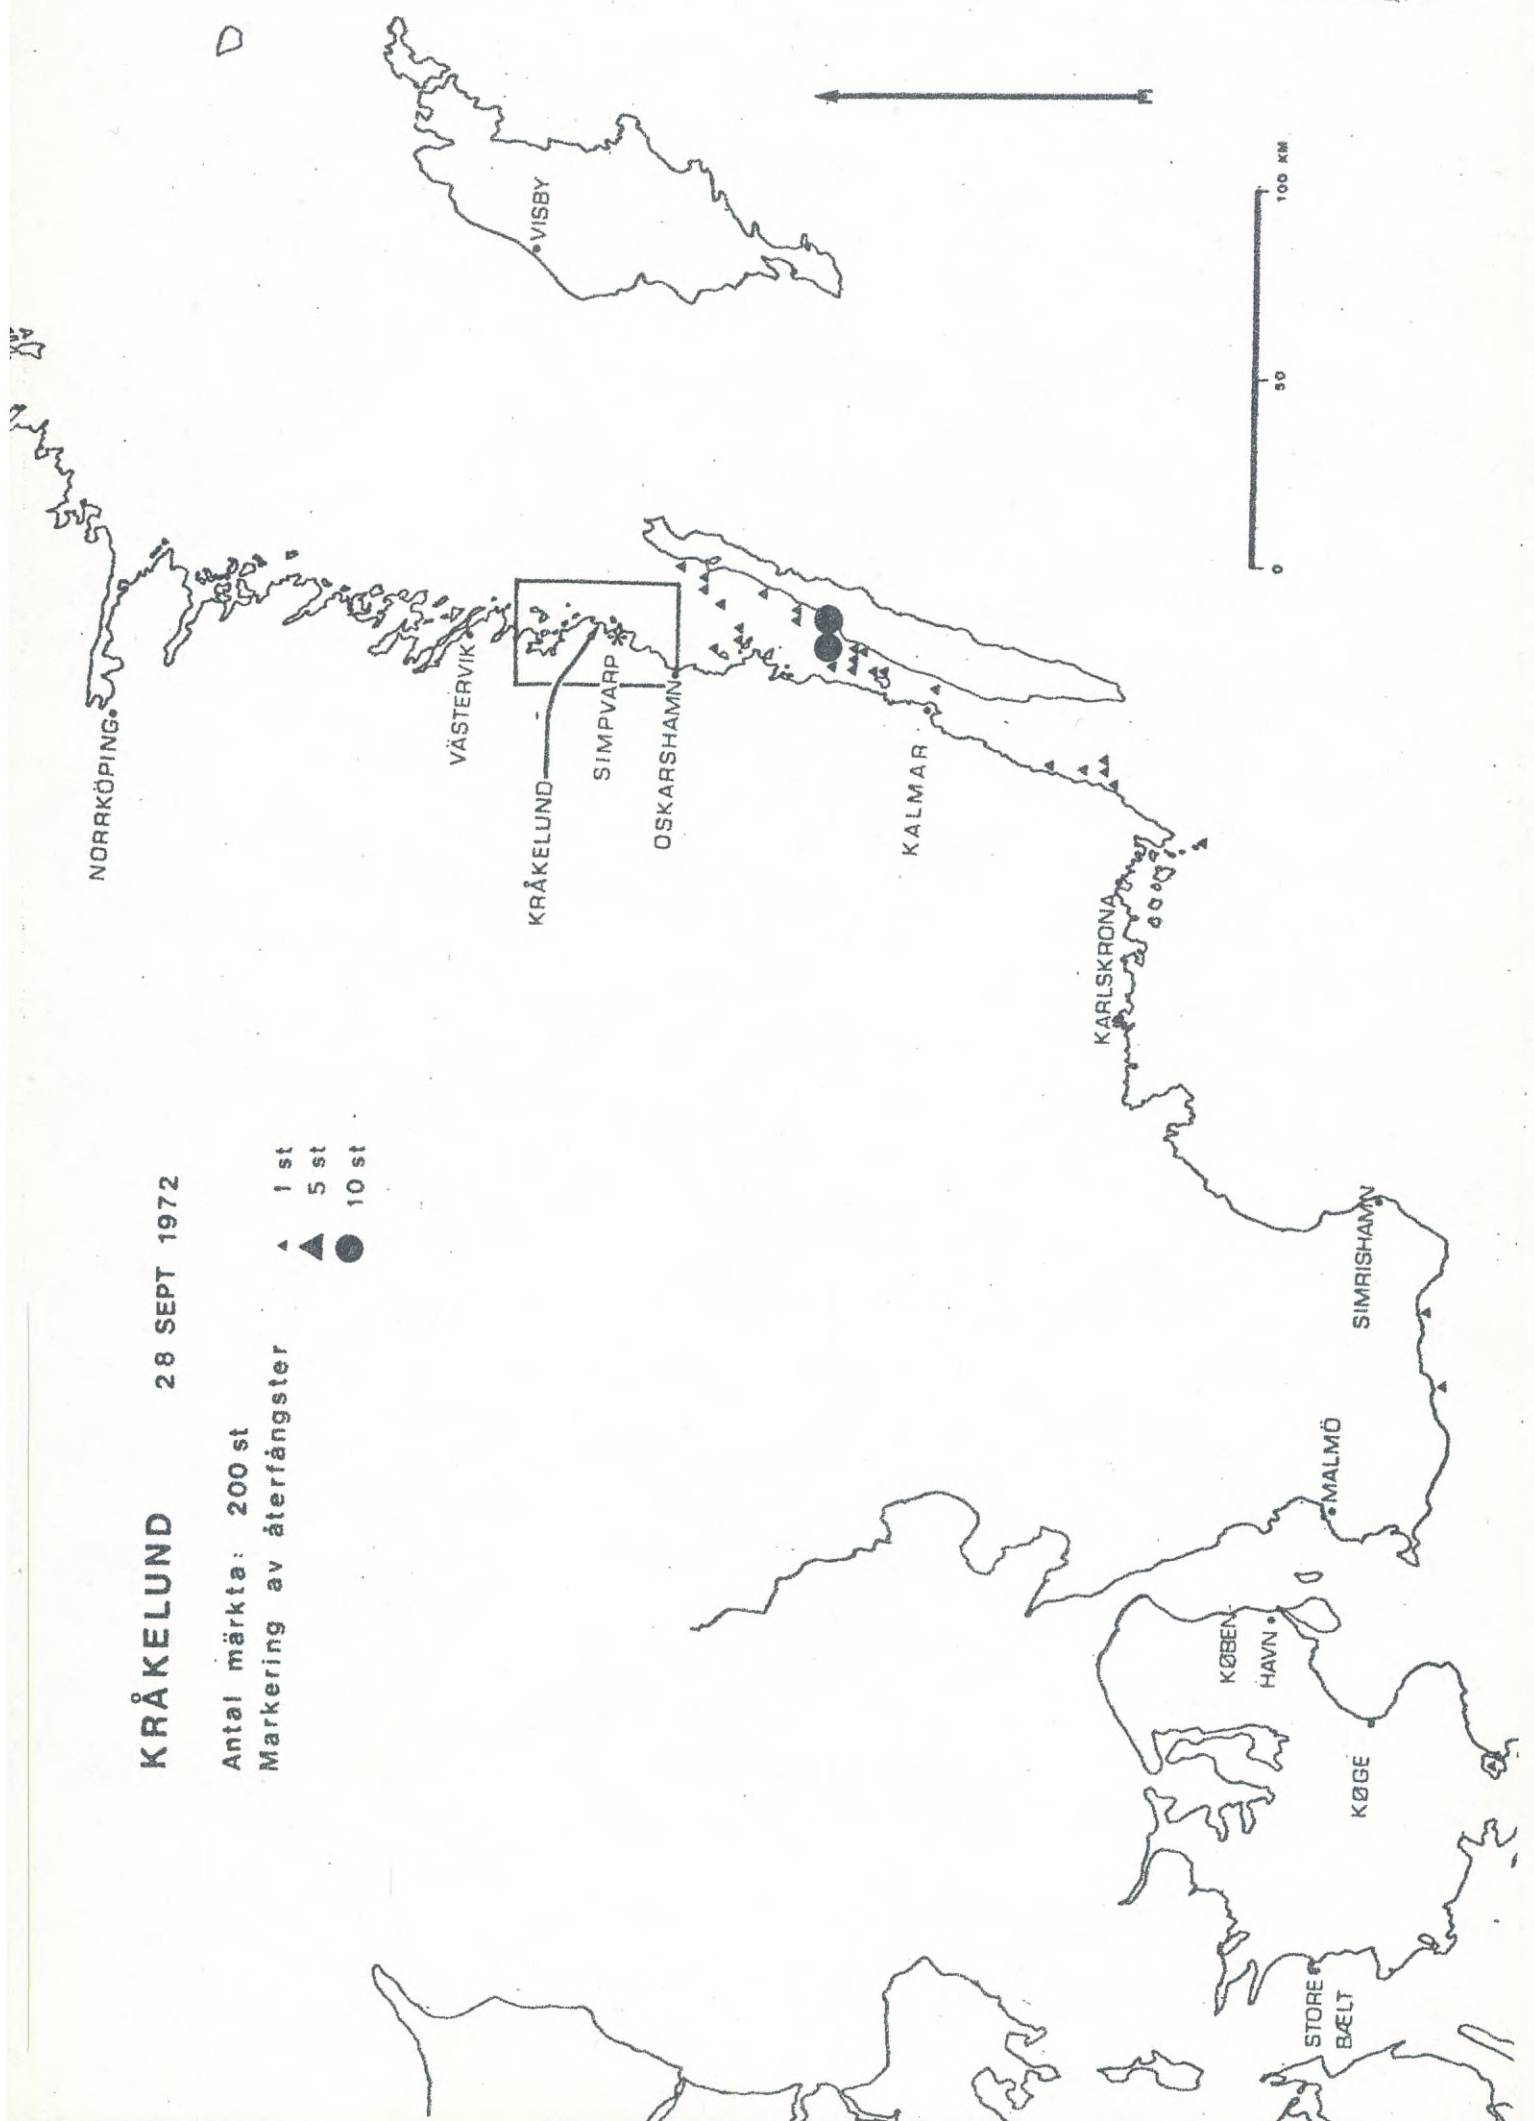 KRÅKELUND 28 SEPT 1972
Antal märkta: 200 st
Markering av återfångster
1 st
5 st
10 st
NORRKÖPING
VÄSTERVIK
KRÅKELUND
SIMPVARP
OSKARSHAMN
VISBY
KALMAR
KARLSKRONA
SIMRISHAMN
MALMÖ
KØBEN
HAVN
KØGE
STORE
BÆLT
0 50 100 KM